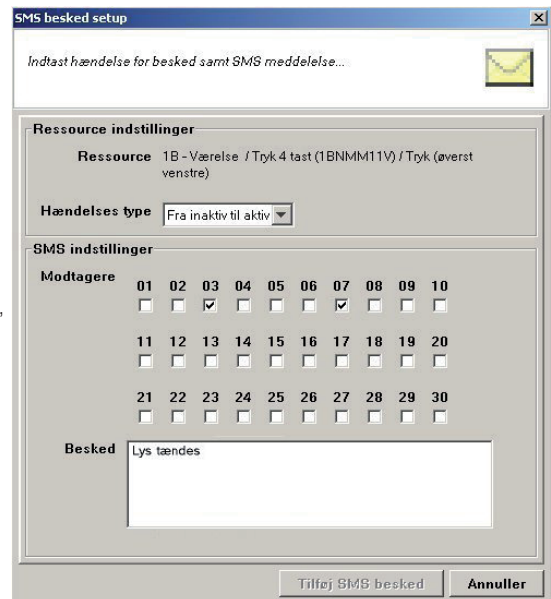 SMS besked setup
Indtast hændelse for besked samt SMS meddelelse...
Ressource indstillinger
Ressource 1B - Værelse / Tryk 4 tast (1BNMM11V) / Tryk (øverst
venstre)
Hændelses type Fra inaktiv til aktiv
SMS indstillinger
Modtagere
01 02 03 04 05 06 07 08 09 10
11 12 13 14 15 16 17 18 19 20
21 22 23 24 25 26 27 28 29 30
Besked Lys tændes
Tilføj SMS besked Annuller